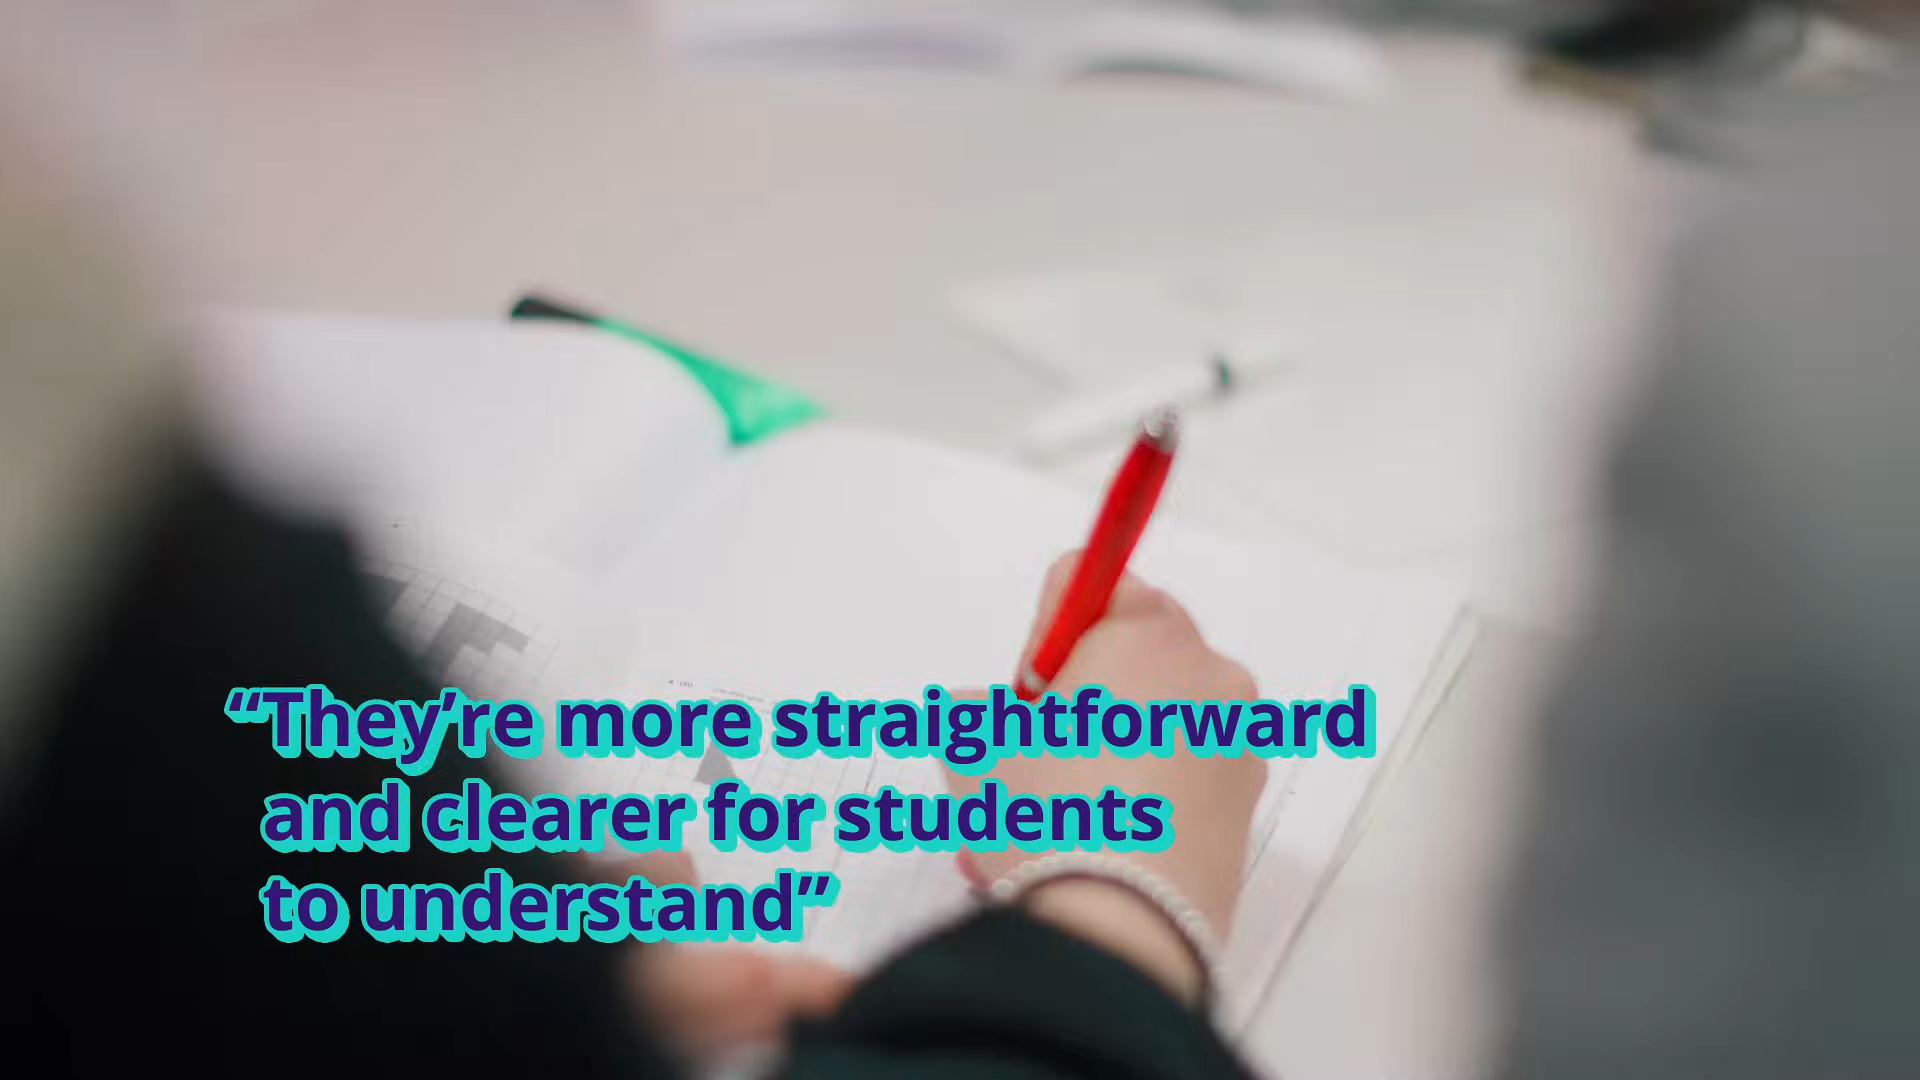 “They’re more straightforward
and clearer for students
to understand”